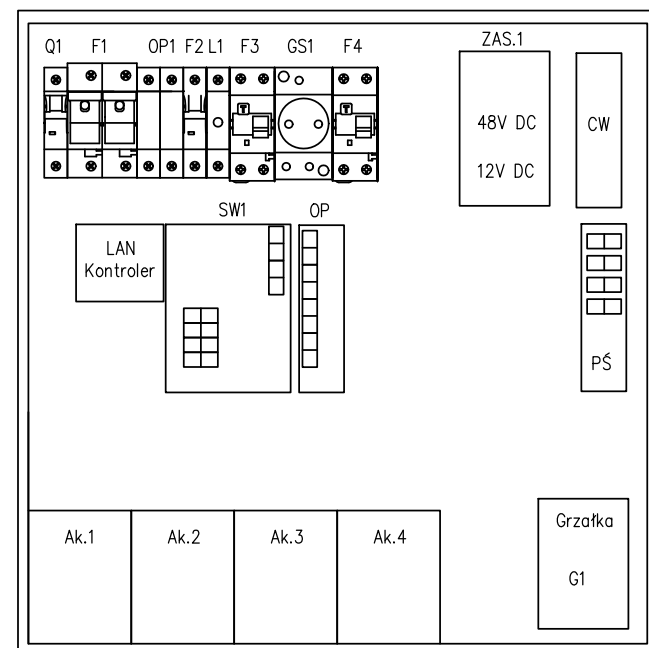 Q1 F1 OP1 F2 L1 F3 GS1 F4 ZAS.1
48V DC
12V DC
CW
SW1 OP
LAN
Kontroler
PŚ
Ak.1 Ak.2 Ak.3 Ak.4
Grzałka
G1